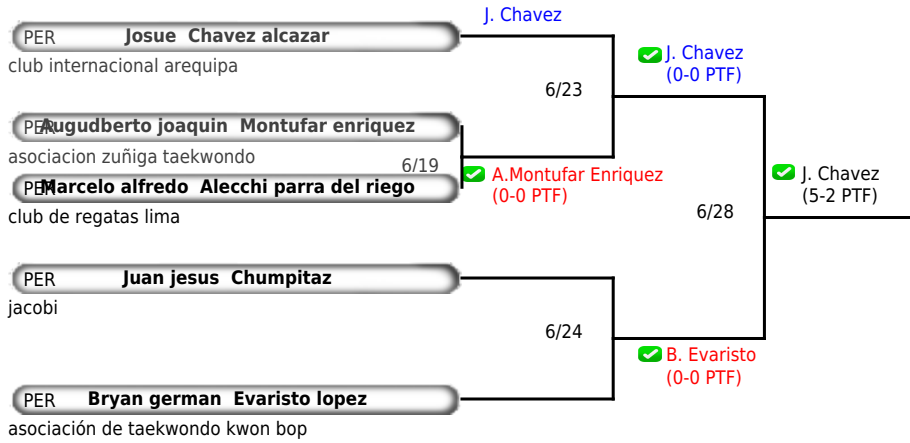 J. Chavez
PER Josue Chavez alcazar
club internacional arequipa
J. Chavez
(0-0 PTF)
6/23
PER Augudberto joaquin Montufar enriquez
asociacion zuñiga taekwondo
6/19
A.Montufar Enriquez
(0-0 PTF)
J. Chavez
(5-2 PTF)
PER Marcelo alfredo Alecchi parra del riego
club de regatas lima
6/28
PER Juan jesus Chumpitaz
jacobi
6/24
B. Evaristo
(0-0 PTF)
PER Bryan german Evaristo lopez
asociación de taekwondo kwon bop